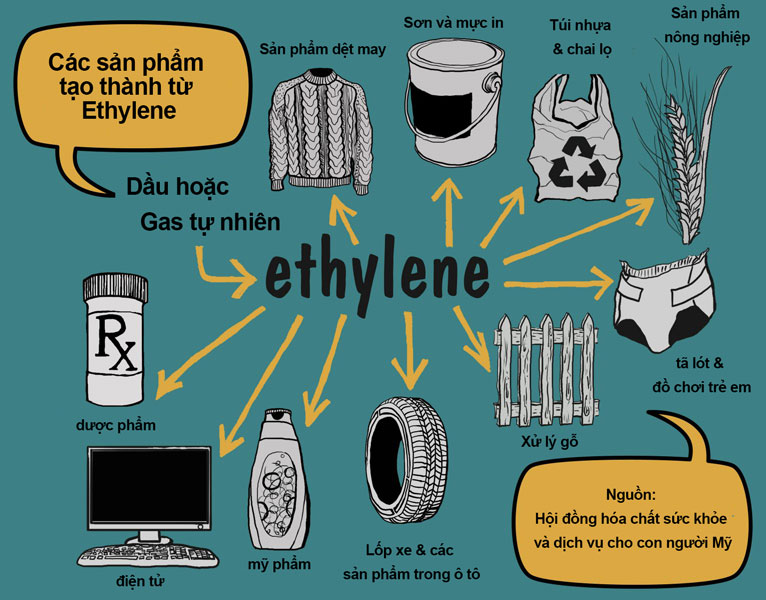 Các sản phẩm
tạo thành từ
Ethylene
Dầu hoặc
Gas tự nhiên
Sản phẩm dệt may
Sơn và mực in
Túi nhựa
& chai lọ
Sản phẩm
nông nghiệp
ethylene
Rx
dược phẩm
tã lót &
đồ chơi trẻ em
Xử lý gỗ
điện tử
mỹ phẩm
Lốp xe & các
sản phẩm trong ô tô
Nguồn:
Hội đồng hóa chất sức khỏe
và dịch vụ cho con người Mỹ